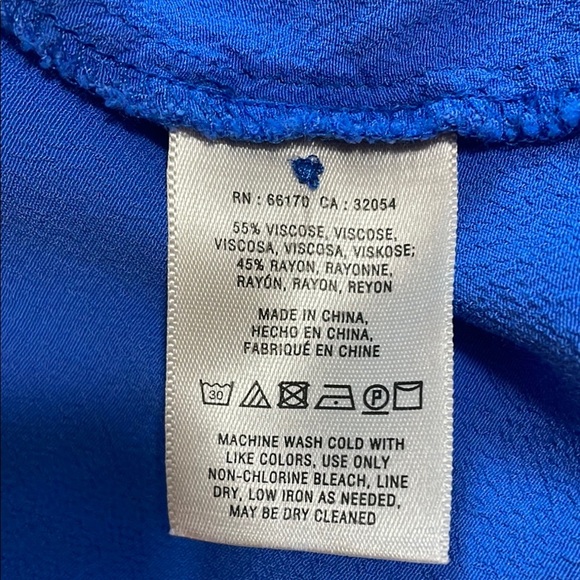 RN : 66170 CA : 32054
55% VISCOSE, VISCOSE,
VISCOSA, VISCOSA, VISKOSE;
45% RAYON, RAYONNE,
RAYÓN, RAYON, REYON
MADE IN CHINA,
HECHO EN CHINA,
FABRIQUÉ EN CHINE
30 P
MACHINE WASH COLD WITH
LIKE COLORS, USE ONLY
NON-CHLORINE BLEACH, LINE
DRY, LOW IRON AS NEEDED,
MAY BE DRY CLEANED